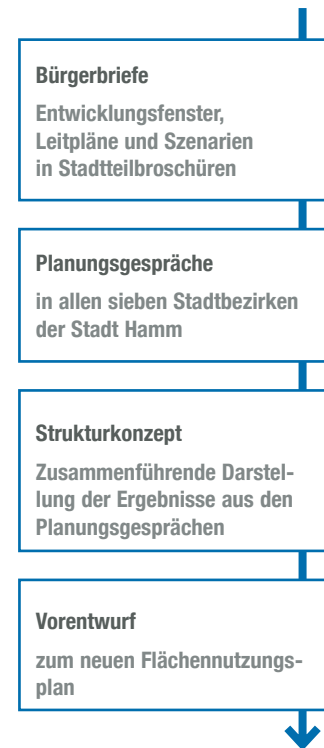 Bürgerbriefe
Entwicklungsfenster,
Leitpläne und Szenarien
in Stadtteilbroschüren
Planungsgespräche
in allen sieben Stadtbezirken
der Stadt Hamm
Strukturkonzept
Zusammenführende Darstel-
lung der Ergebnisse aus den
Planungsgesprächen
Vorentwurf
zum neuen Flächennutzungs-
plan